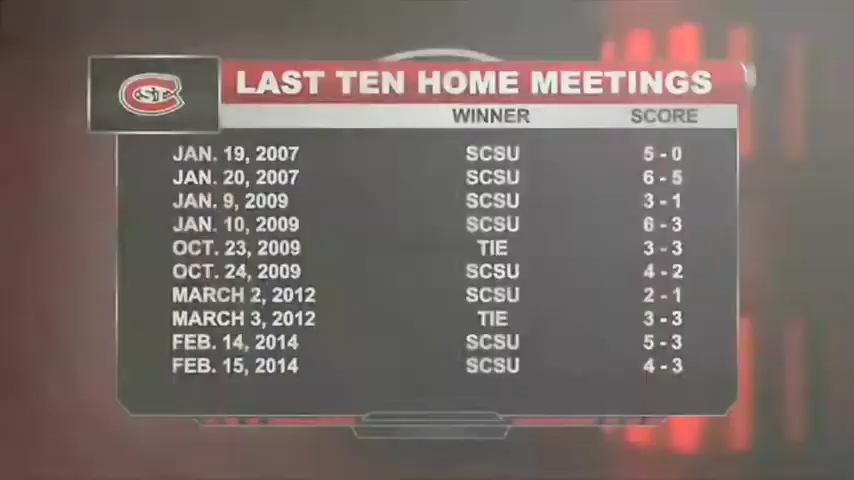 STC
LAST TEN HOME MEETINGS
WINNER SCORE
JAN. 19, 2007 SCSU 5 - 0
JAN. 20, 2007 SCSU 6 - 5
JAN. 9, 2009 SCSU 3 - 1
JAN. 10, 2009 SCSU 6 - 3
OCT. 23, 2009 TIE 3 - 3
OCT. 24, 2009 SCSU 4 - 2
MARCH 2, 2012 SCSU 2 - 1
MARCH 3, 2012 TIE 3 - 3
FEB. 14, 2014 SCSU 5 - 3
FEB. 15, 2014 SCSU 4 - 3